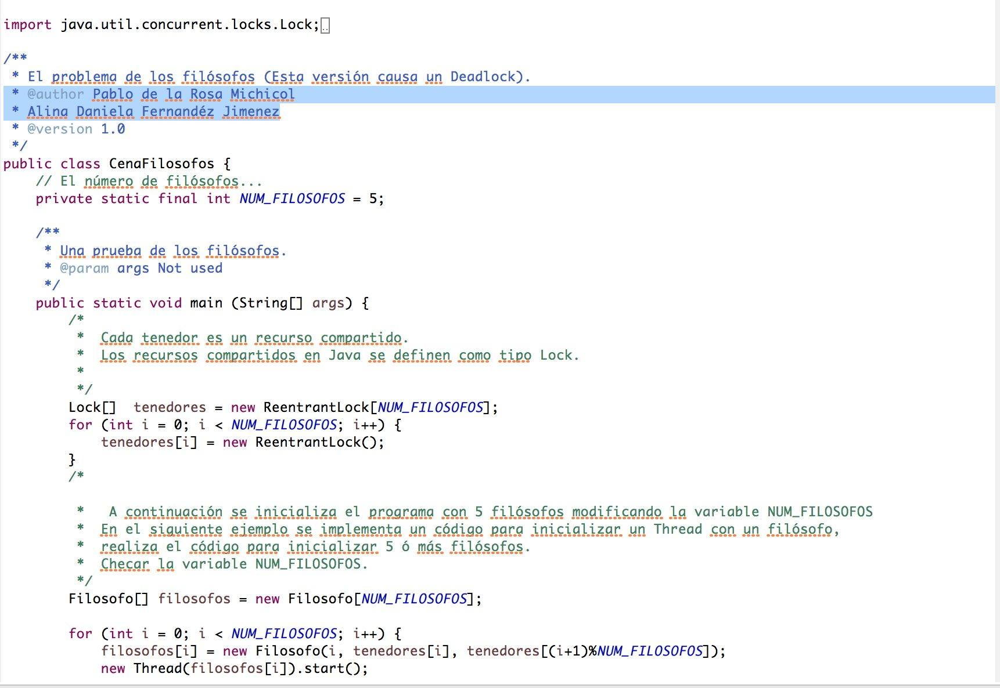 import java.util.concurrent.locks.Lock;
/**
 * El problema de los filósofos (Esta versión causa un Deadlock).
 * @author Pablo de la Rosa Michicol
 * Alina Daniela Fernandéz Jimenez
 * @version 1.0
 */
public class CenaFilosofos {
    // El número de filósofos...
    private static final int NUM_FILOSOFOS = 5;
    /**
     * Una prueba de los filósofos.
     * @param args Not used
     */
    public static void main (String[] args) {
        /*
         *  Cada tenedor es un recurso compartido.
         *  Los recursos compartidos en Java se definen como tipo Lock.
         *
         */
        Lock[]  tenedores = new ReentrantLock[NUM_FILOSOFOS];
        for (int i = 0; i < NUM_FILOSOFOS; i++) {
            tenedores[i] = new ReentrantLock();
        }
        /*
         *   A continuación se inicializa el programa con 5 filósofos modificando la variable NUM_FILOSOFOS
         *  En el siguiente ejemplo se implementa un código para inicializar un Thread con un filósofo,
         *  realiza el código para inicializar 5 ó más filósofos.
         *  Checar la variable NUM_FILOSOFOS.
         */
        Filosofo[] filosofos = new Filosofo[NUM_FILOSOFOS];
        for (int i = 0; i < NUM_FILOSOFOS; i++) {
            filosofos[i] = new Filosofo(i, tenedores[i], tenedores[(i+1)%NUM_FILOSOFOS]);
            new Thread(filosofos[i]).start();